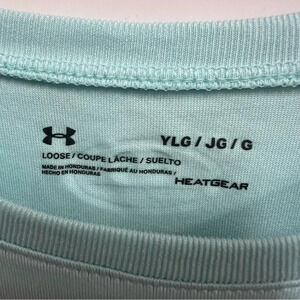 YLG / JG / G
LOOSE / COUPE LÂCHE / SUELTO
MADE IN HONDURAS / FABRIQUÉ AU HONDURAS /
HECHO EN HONDURAS
HEATGEAR